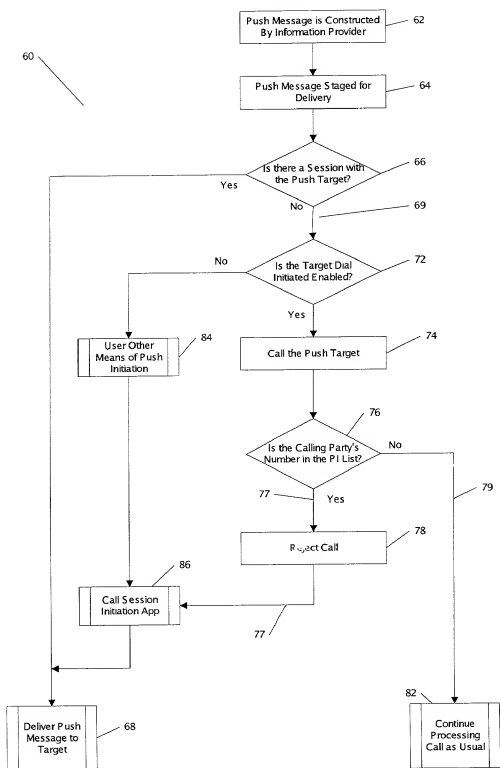 Push Message is Constructed
By Information Provider
62
60
Push Message Staged for
Delivery
64
Is there a Session with
the Push Target?
66
Yes
No
69
Is the Target Dial
Initiated Enabled?
72
No
Yes
User Other
Means of Push
Initiation
84
Call the Push Target
74
76
Is the Calling Party's
Number in the PI List?
No
77
Yes
79
Reject Call
78
86
Call Session
Initiation App
77
82
Deliver Push
Message to
Target
68
Continue
Processing
Call as Usual